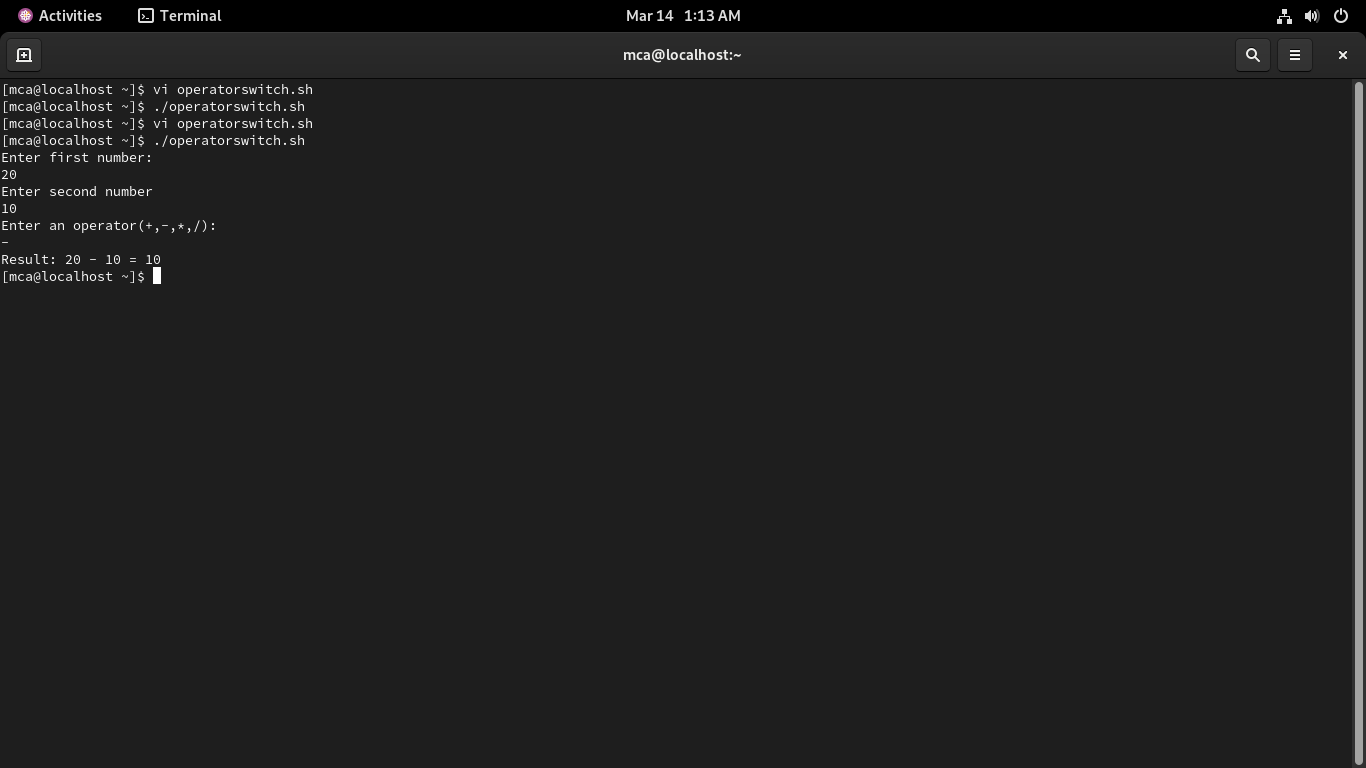 Activities Terminal Mar 14 1:13 AM
mca@localhost:~
[mca@localhost ~]$ vi operatorswitch.sh
[mca@localhost ~]$ ./operatorswitch.sh
[mca@localhost ~]$ vi operatorswitch.sh
[mca@localhost ~]$ ./operatorswitch.sh
Enter first number:
20
Enter second number
10
Enter an operator(+,-,*,/):
-
Result: 20 - 10 = 10
[mca@localhost ~]$